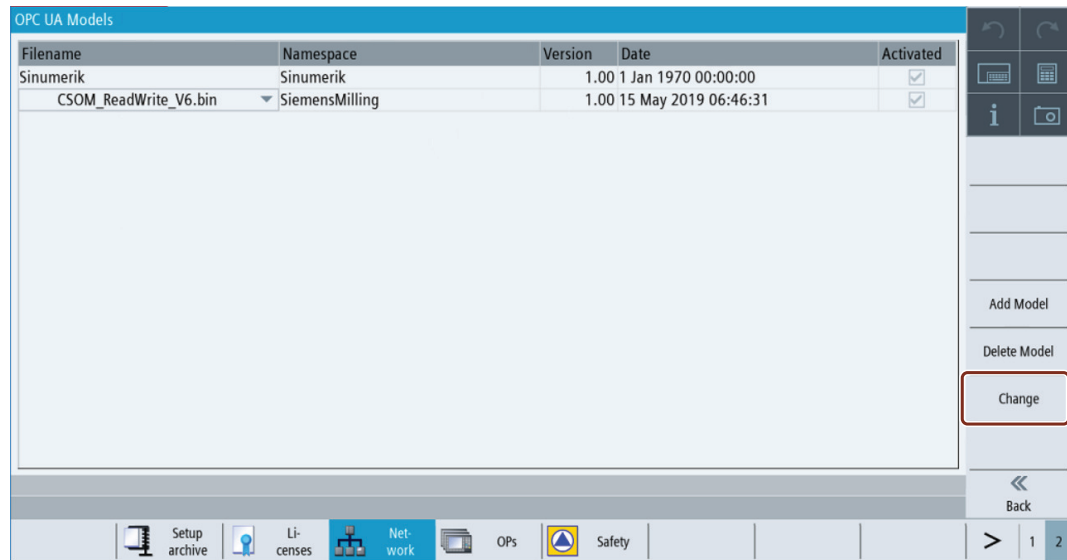 OPC UA Models
Filename Namespace Version Date Activated
Sinumerik Sinumerik 1.00 1 Jan 1970 00:00:00
CSOM_ReadWrite_V6.bin SiemensMilling 1.00 15 May 2019 06:46:31
Add Model
Delete Model
Change
Back
Setup
archive
Li-
censes
Net-
work
OPs
Safety
> 1 2